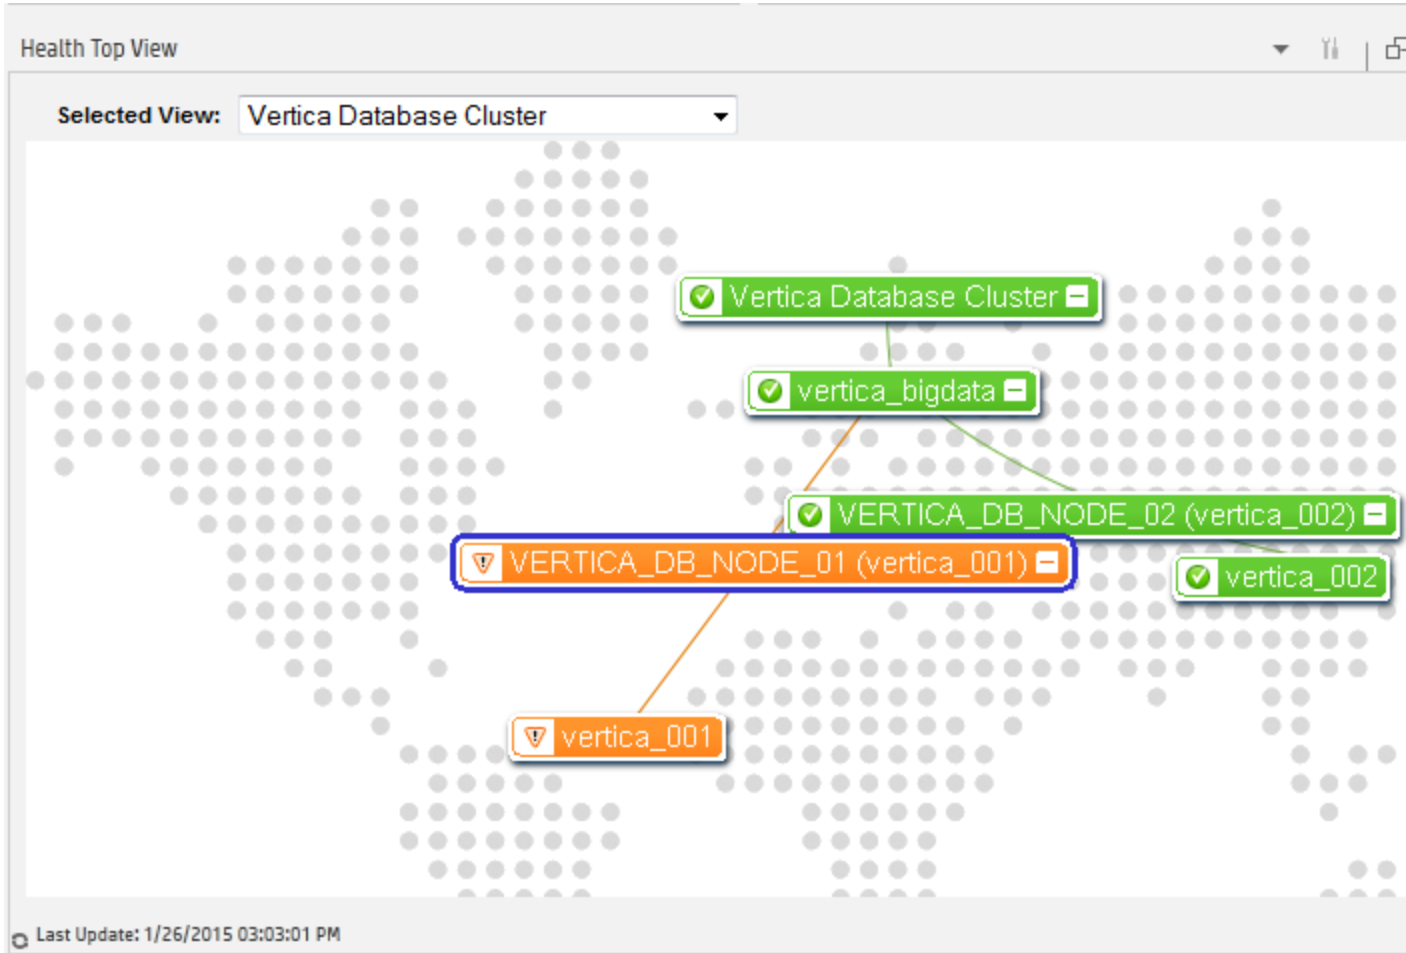 Health Top View
Selected View: Vertica Database Cluster
Vertica Database Cluster
vertica_bigdata
VERTICA_DB_NODE_02 (vertica_002)
VERTICA_DB_NODE_01 (vertica_001)
vertica_002
vertica_001
Last Update: 1/26/2015 03:03:01 PM